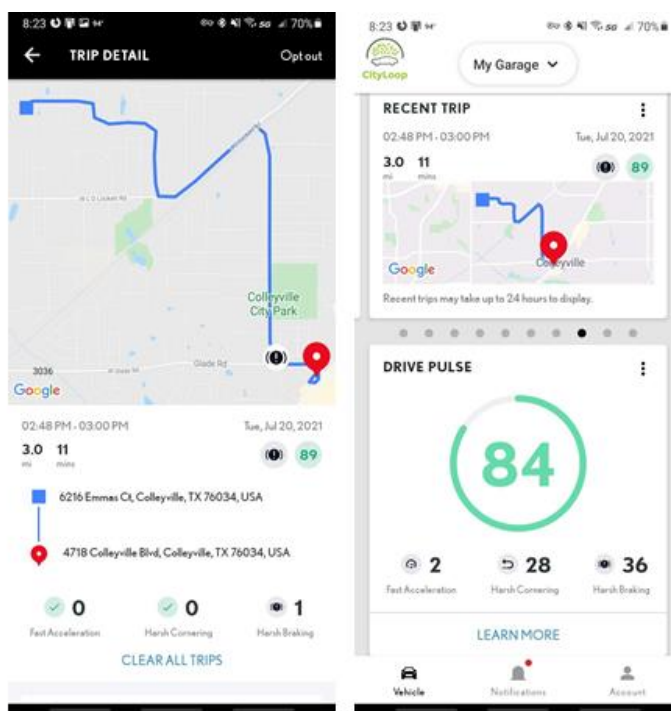 8:23
5G
70%
TRIP DETAIL
Opt out
Colleyville
City Park
Glade Rd
3036
Google
02:48 PM - 03:00 PM
Tue, Jul 20, 2021
3.0 11
89
mi mins
6216 Emmas Ct, Colleyville, TX 76034, USA
4718 Colleyville Blvd, Colleyville, TX 76034, USA
0
0
1
Fast Acceleration
Harsh Cornering
Harsh Braking
CLEAR ALL TRIPS
8:23
5G
70%
CityLoop
My Garage
RECENT TRIP
02:48 PM - 03:00 PM
Tue, Jul 20, 2021
3.0 11
89
mi mins
Colleyville
Google
Recent trips may take up to 24 hours to display.
DRIVE PULSE
84
2
28
36
Fast Acceleration
Harsh Cornering
Harsh Braking
LEARN MORE
Vehicle
Notifications
Account